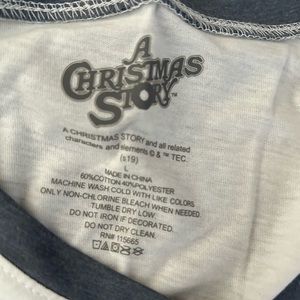 A
CHRISTMAS
STORY™
A CHRISTMAS STORY and all related
characters and elements © & ™ TEC.
(s19)
L
MADE IN CHINA
60%COTTON 40%POLYESTER
MACHINE WASH COLD WITH LIKE COLORS
ONLY NON-CHLORINE BLEACH WHEN NEEDED
TUMBLE DRY LOW.
DO NOT IRON IF DECORATED.
DO NOT DRY CLEAN.
RN# 115665